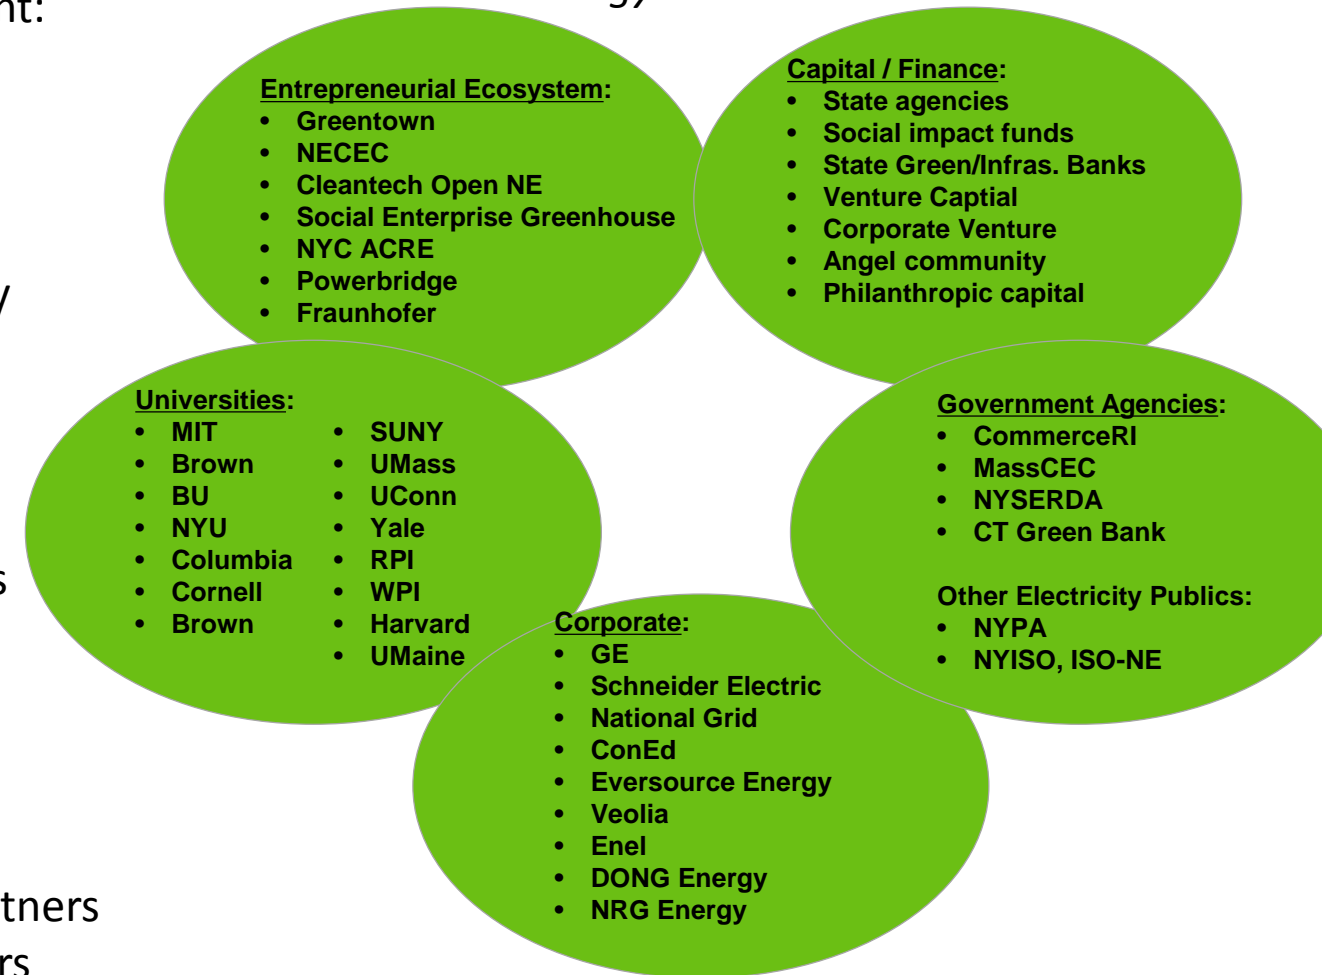 nt:
gy
Entrepreneurial Ecosystem:
• Greentown
• NECEC
• Cleantech Open NE
• Social Enterprise Greenhouse
• NYC ACRE
• Powerbridge
• Fraunhofer
Capital / Finance:
• State agencies
• Social impact funds
• State Green/Infras. Banks
• Venture Captial
• Corporate Venture
• Angel community
• Philanthropic capital
y
Universities:
• MIT
• Brown
• BU
• NYU
• Columbia
• Cornell
• Brown
• SUNY
• UMass
• UConn
• Yale
• RPI
• WPI
• Harvard
• UMaine
Government Agencies:
• CommerceRI
• MassCEC
• NYSERDA
• CT Green Bank
Other Electricity Publics:
• NYPA
• NYISO, ISO-NE
s
Corporate:
• GE
• Schneider Electric
• National Grid
• ConEd
• Eversource Energy
• Veolia
• Enel
• DONG Energy
• NRG Energy
tners
rs